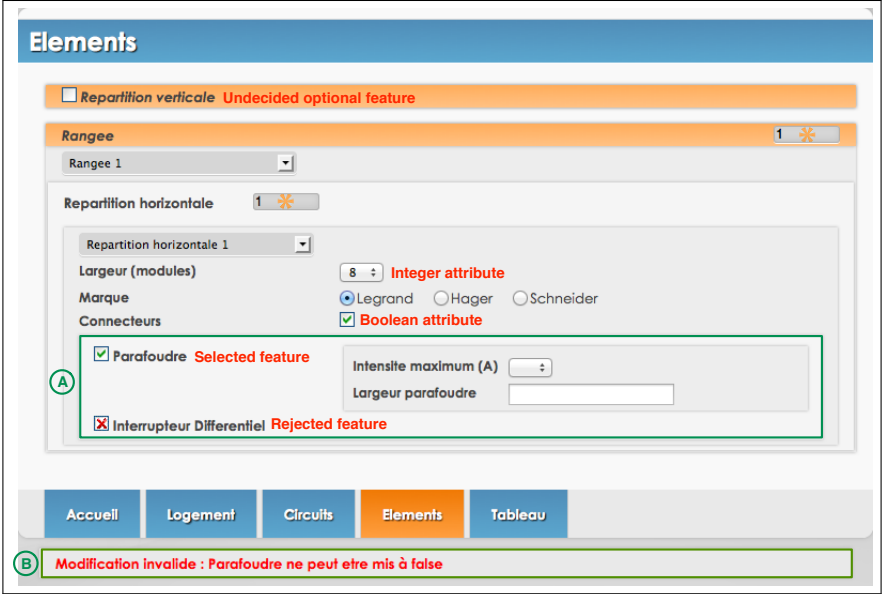 Elements
Repartition verticale Undecided optional feature
Rangee 1
Rangee 1
Repartition horizontale 1
Repartition horizontale 1
Largeur (modules) 8 Integer attribute
Marque Legrand Hager Schneider
Connecteurs Boolean attribute
A
Parafoudre Selected feature
Intensite maximum (A)
Largeur parafoudre
Interrupteur Differentiel Rejected feature
Accueil Logement Circuits Elements Tableau
B Modification invalide : Parafoudre ne peut etre mis à false